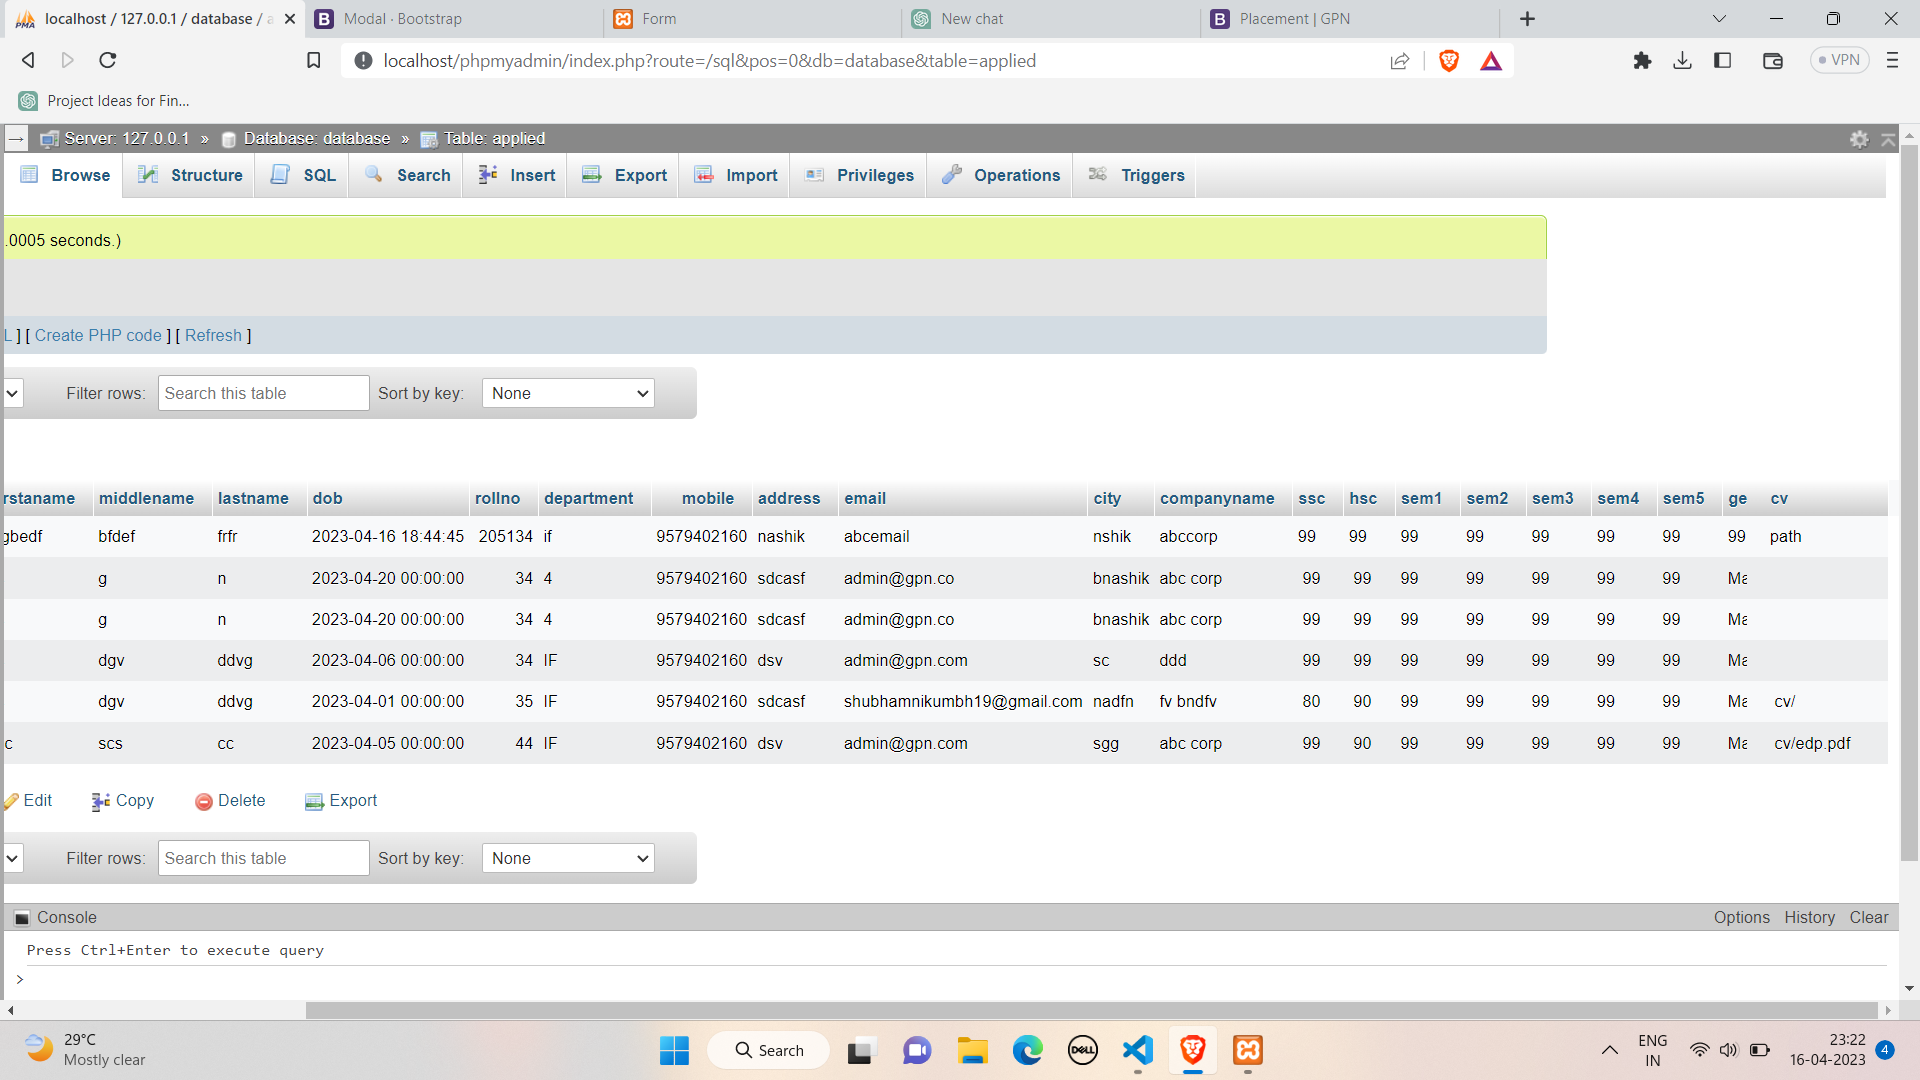 localhost / 127.0.0.1 / database / a
Modal · Bootstrap
Form
New chat
Placement | GPN
localhost/phpmyadmin/index.php?route=/sql&pos=0&db=database&table=applied
VPN
Project Ideas for Fin...
Server: 127.0.0.1 » Database: database » Table: applied
Browse Structure SQL Search Insert Export Import Privileges Operations Triggers
.0005 seconds.)
L ] [ Create PHP code ] [ Refresh ]
Filter rows: Search this table Sort by key: None
rstaname middlename lastname dob rollno department mobile address email city companyname ssc hsc sem1 sem2 sem3 sem4 sem5 ge cv
gbedf bfdef frfr 2023-04-16 18:44:45 205134 if 9579402160 nashik abcemail nshik abccorp 99 99 99 99 99 99 99 99 path
g n 2023-04-20 00:00:00 34 4 9579402160 sdcasf admin@gpn.co bnashik abc corp 99 99 99 99 99 99 99 Ma
g n 2023-04-20 00:00:00 34 4 9579402160 sdcasf admin@gpn.co bnashik abc corp 99 99 99 99 99 99 99 Ma
dgv ddvg 2023-04-06 00:00:00 34 IF 9579402160 dsv admin@gpn.com sc ddd 99 99 99 99 99 99 99 Ma
dgv ddvg 2023-04-01 00:00:00 35 IF 9579402160 sdcasf shubhamnikumbh19@gmail.com nadfn fv bndfv 80 90 99 99 99 99 99 Ma cv/
c scs cc 2023-04-05 00:00:00 44 IF 9579402160 dsv admin@gpn.com sgg abc corp 99 90 99 99 99 99 99 Ma cv/edp.pdf
Edit Copy Delete Export
Filter rows: Search this table Sort by key: None
Console Options History Clear
Press Ctrl+Enter to execute query
>
29°C
Mostly clear
Search
DELL
ENG
IN
23:22
16-04-2023
4